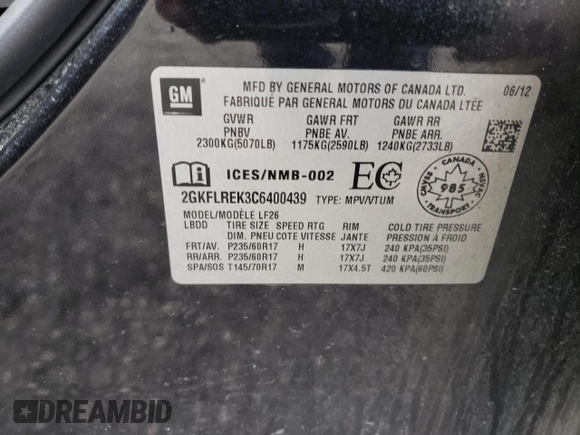 GM
MFD BY GENERAL MOTORS OF CANADA LTD. 06/12
FABRIQUÉ PAR GENERAL MOTORS DU CANADA LTÉE
GVWR GAWR FRT GAWR RR
PNBV PNBE AV. PNBE ARR.
2300KG(5070LB) 1175KG(2590LB) 1240KG(2733LB)
ICES/NMB-002 EC
CANADA
985
TRANSPORT
CMVSS
NSVAC
2GKFLREK3C6400439 TYPE: MPV/VTUM
MODEL/MODÈLE LF26
LBDD TIRE SIZE SPEED RTG RIM COLD TIRE PRESSURE
DIM. PNEU COTE VITESSE JANTE PRESSION À FROID
FRT/AV. P235/60R17 H 17X7J 240 KPA(35PSI)
RR/ARR. P235/60R17 H 17X7J 240 KPA(35PSI)
SPA/SOS T145/70R17 M 17X4.5T 420 KPA(60PSI)
DREAMBID